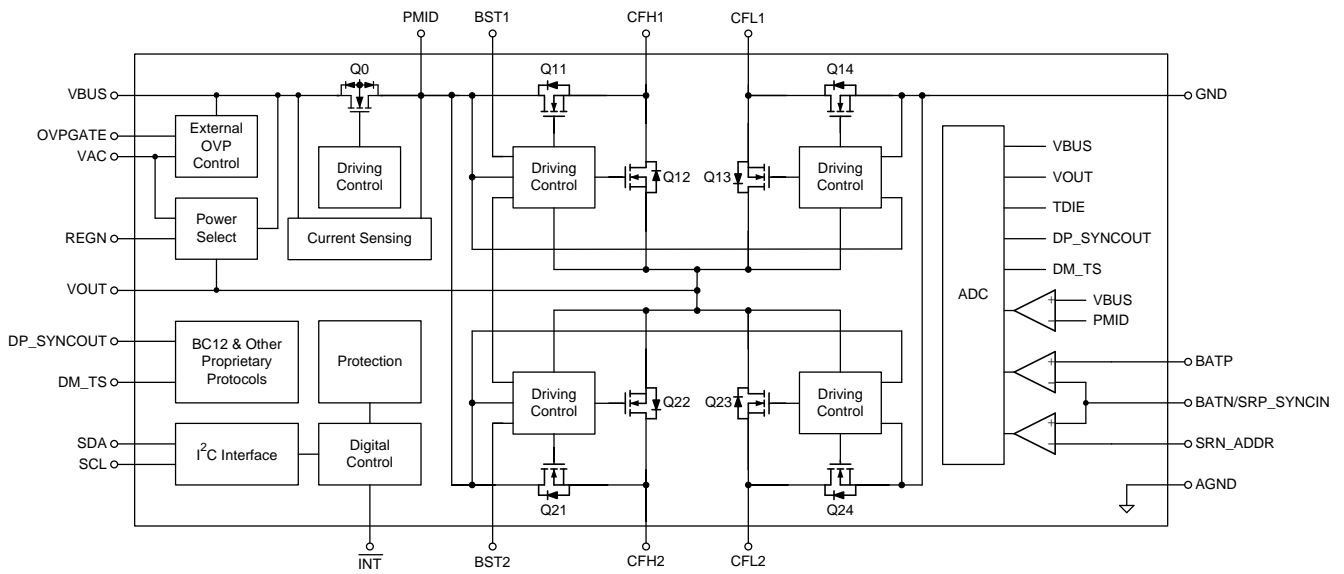 PMID BST1 CFH1 CFL1
Q0 Q11 Q14
VBUS GND
OVPGATE
VAC
External
OVP
Control
Driving
Control
Driving
Control
Q12 Q13
Driving
Control
VBUS
VOUT
TDIE
DP_SYNCOUT
DM_TS
REGN
Power
Select
Current Sensing
VOUT
ADC
+ VBUS
− PMID
DP_SYNCOUT
DM_TS
BC12 & Other
Proprietary
Protocols
Protection
Driving
Control
Q22 Q23
Driving
Control
+ BATP
−
BATN/SRP_SYNCIN
+
− SRN_ADDR
SDA
SCL
I²C Interface
Digital
Control
Q21 Q24
AGND
INT BST2 CFH2 CFL2